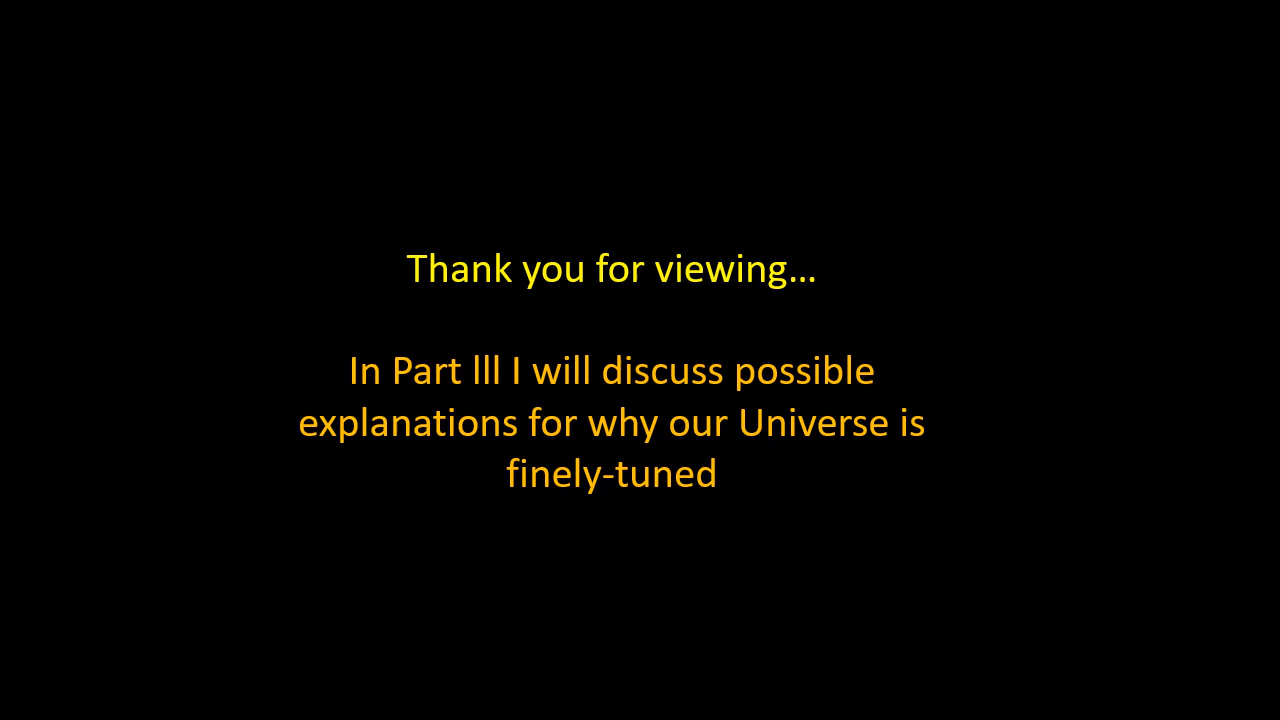 Thank you for viewing...
In Part lll I will discuss possible
explanations for why our Universe is
finely-tuned